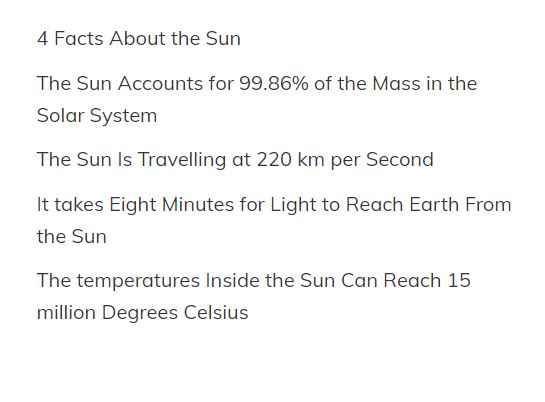 4 Facts About the Sun
The Sun Accounts for 99.86% of the Mass in the
Solar System
The Sun Is Travelling at 220 km per Second
It takes Eight Minutes for Light to Reach Earth From
the Sun
The temperatures Inside the Sun Can Reach 15
million Degrees Celsius